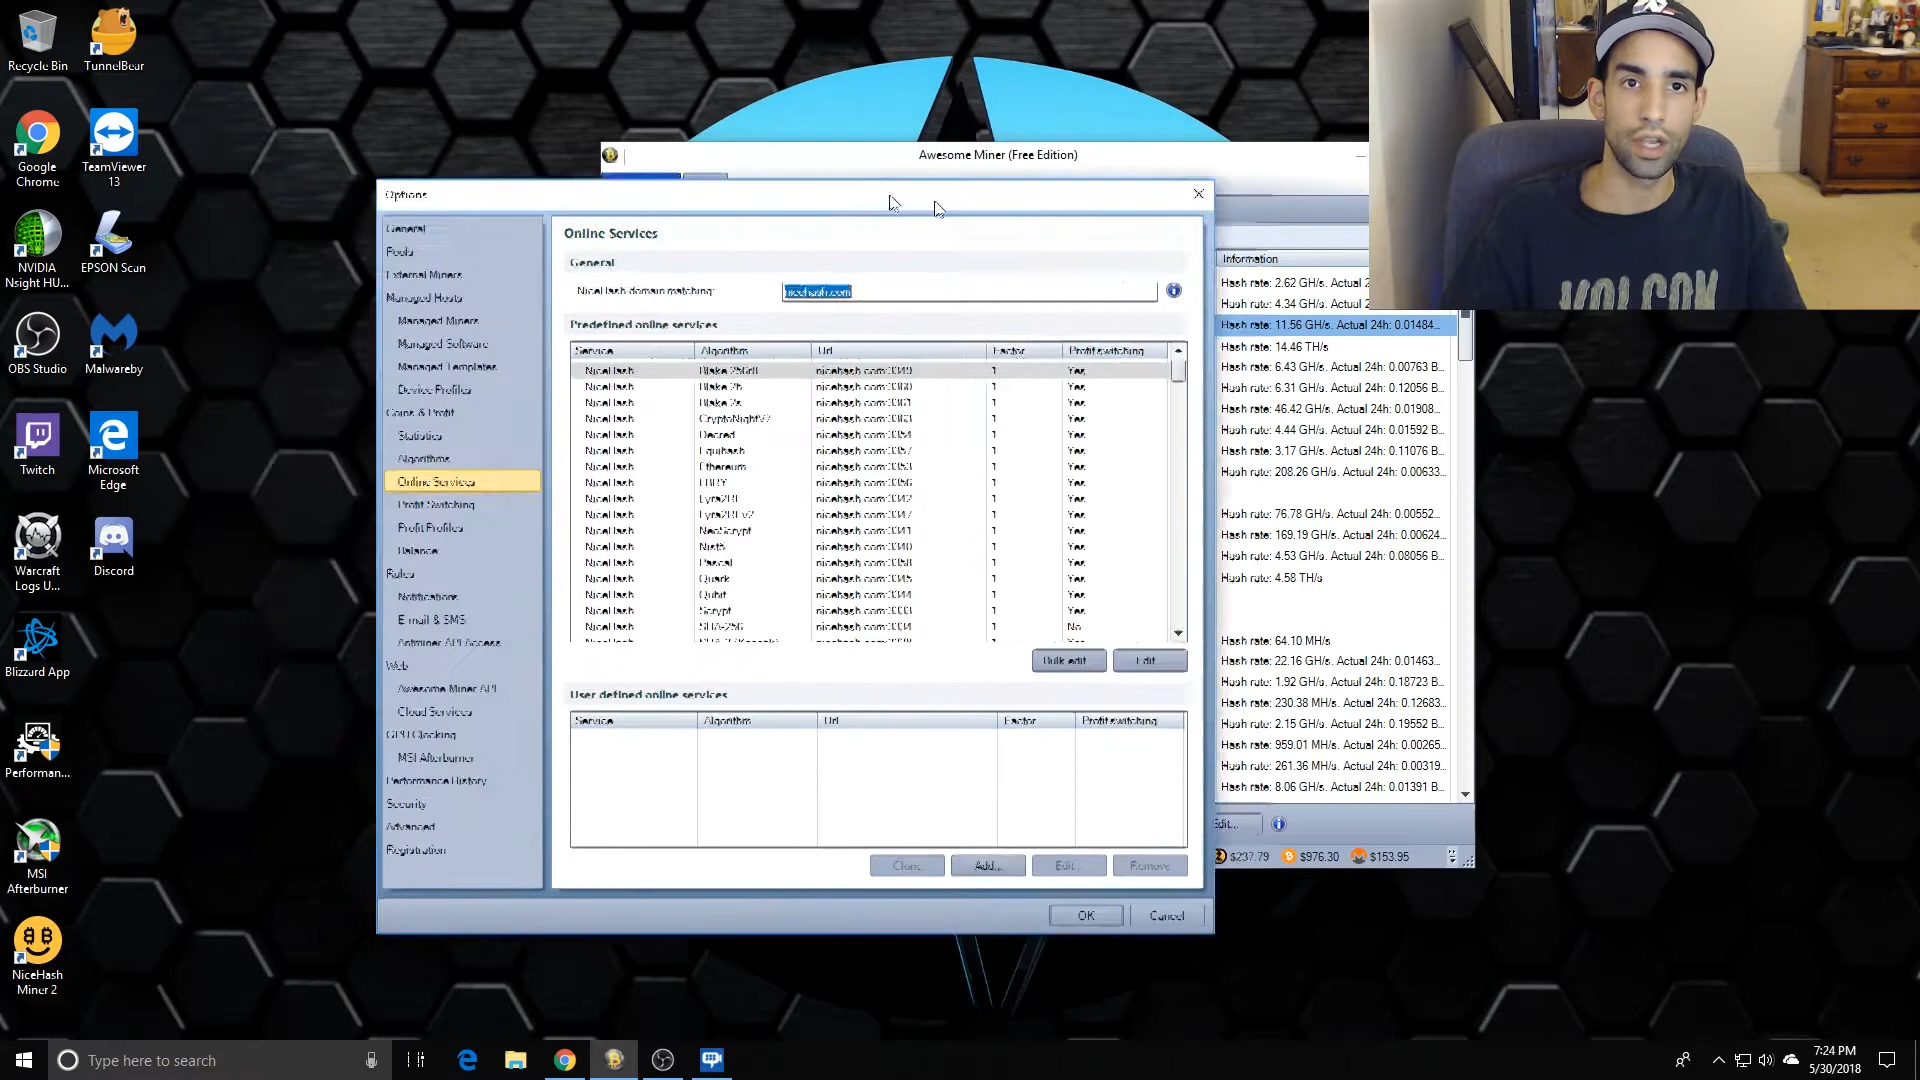 Recycle Bin
TunnelBear
Google Chrome
TeamViewer 13
NVIDIA Nsight HU...
EPSON Scan
OBS Studio
Malwareby
Twitch
Microsoft Edge
Warcraft Logs U...
Discord
Blizzard App
Performan...
MSI Afterburner
NiceHash Miner 2
Awesome Miner (Free Edition)
Options
General
Pools
External Miners
Managed Hosts
Managed Miners
Managed Software
Managed Templates
Device Profiles
Coins & Profit
Statistics
Algorithms
Online Services
Profit Switching
Profit Profiles
Balance
Rules
Notifications
E-mail & SMS
Antminer API Access
Web
Awesome Miner API
Cloud Services
GPU Clocking
MSI Afterburner
Performance History
Security
Advanced
Registration
Online Services
General
NiceHash domain matching: nicehash.com
Predefined online services
Service Algorithm Url Factor Profit switching
NiceHash Blake 256r8 nicehash.com:3349 1 Yes
NiceHash Blake 2b nicehash.com:3360 1 Yes
NiceHash Blake 2s nicehash.com:3361 1 Yes
NiceHash CryptoNightV7 nicehash.com:3363 1 Yes
NiceHash Decred nicehash.com:3354 1 Yes
NiceHash Equihash nicehash.com:3357 1 Yes
NiceHash Ethereum nicehash.com:3353 1 Yes
NiceHash LBRY nicehash.com:3356 1 Yes
NiceHash Lyra2RE nicehash.com:3342 1 Yes
NiceHash Lyra2REv2 nicehash.com:3347 1 Yes
NiceHash NeoScrypt nicehash.com:3341 1 Yes
NiceHash Nist5 nicehash.com:3340 1 Yes
NiceHash Pascal nicehash.com:3358 1 Yes
NiceHash Quark nicehash.com:3345 1 Yes
NiceHash Qubit nicehash.com:3344 1 Yes
NiceHash Scrypt nicehash.com:3333 1 Yes
NiceHash SHA-256 nicehash.com:3334 1 No
Bulk edit Edit
User defined online services
Service Algorithm Url Factor Profit switching
Clone Add... Edit... Remove
OK Cancel
Information
Hash rate: 2.62 GH/s. Actual 2
Hash rate: 4.34 GH/s. Actual 2
Hash rate: 11.56 GH/s. Actual 24h: 0.01484...
Hash rate: 14.46 TH/s
Hash rate: 6.43 GH/s. Actual 24h: 0.00763 B...
Hash rate: 6.31 GH/s. Actual 24h: 0.12056 B...
Hash rate: 46.42 GH/s. Actual 24h: 0.01908...
Hash rate: 4.44 GH/s. Actual 24h: 0.01592 B...
Hash rate: 3.17 GH/s. Actual 24h: 0.11076 B...
Hash rate: 208.26 GH/s. Actual 24h: 0.00633...
Hash rate: 76.78 GH/s. Actual 24h: 0.00552...
Hash rate: 169.19 GH/s. Actual 24h: 0.00624...
Hash rate: 4.53 GH/s. Actual 24h: 0.08056 B...
Hash rate: 4.58 TH/s
Hash rate: 64.10 MH/s
Hash rate: 22.16 GH/s. Actual 24h: 0.01463...
Hash rate: 1.92 GH/s. Actual 24h: 0.18723 B...
Hash rate: 230.38 MH/s. Actual 24h: 0.12683...
Hash rate: 2.15 GH/s. Actual 24h: 0.19552 B...
Hash rate: 959.01 MH/s. Actual 24h: 0.00265...
Hash rate: 261.36 MH/s. Actual 24h: 0.00319...
Hash rate: 8.06 GH/s. Actual 24h: 0.01391 B...
Edit...
$237.79 $976.30 $153.95
VOLCOM
Type here to search
7:24 PM
5/30/2018